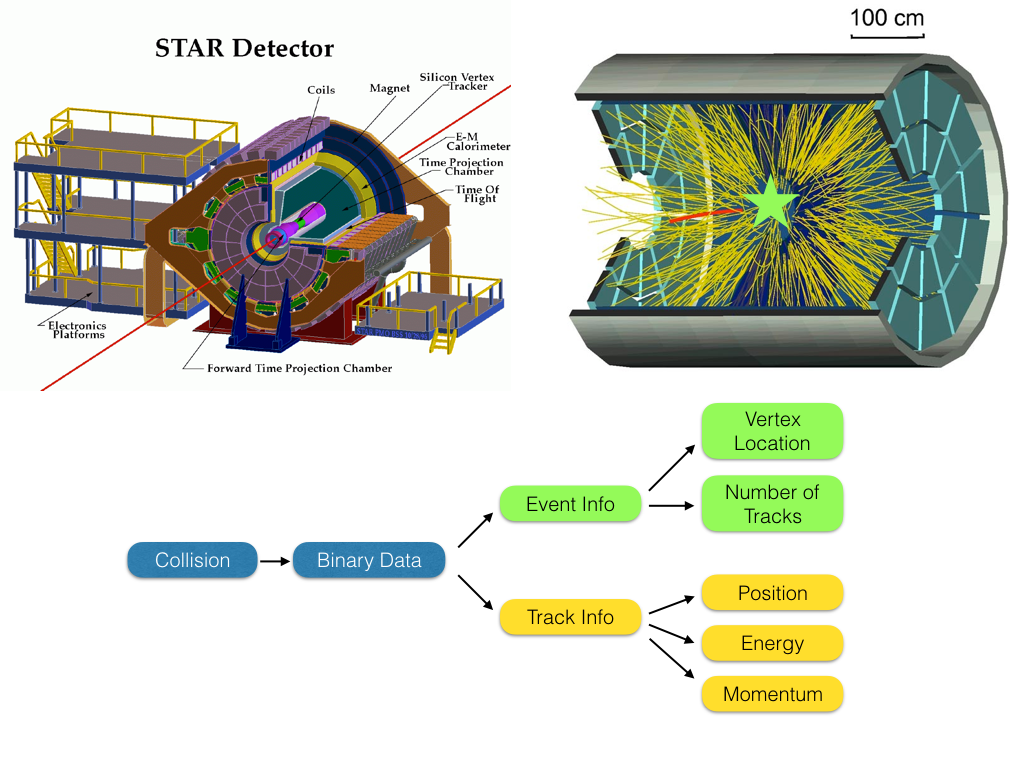 STAR Detector
100 cm
Silicon Vertex
Tracker
Coils
Magnet
E-M
Calorimeter
Time Projection
Chamber
Time Of
Flight
Electronics
Platforms
Forward Time Projection Chamber
Vertex
Location
Event Info
Number of
Tracks
Collision
Binary Data
Track Info
Position
Energy
Momentum